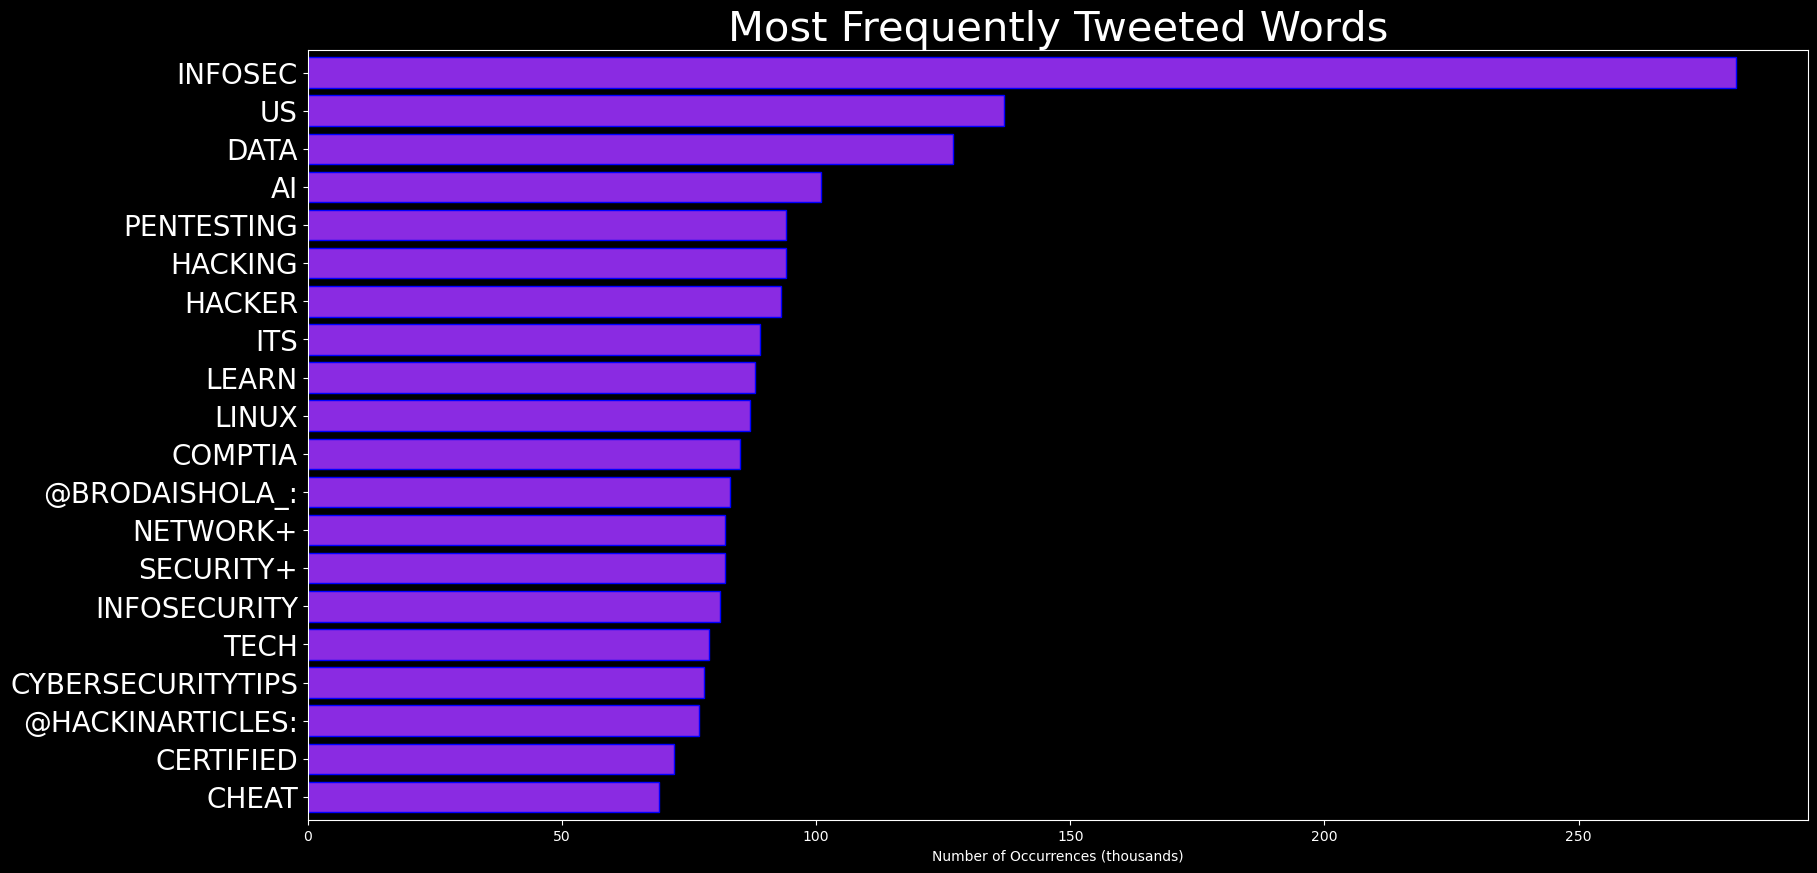 Most Frequently Tweeted Words
INFOSEC
US
DATA
AI
PENTESTING
HACKING
HACKER
ITS
LEARN
LINUX
COMPTIA
@BRODAISHOLA_:
NETWORK+
SECURITY+
INFOSECURITY
TECH
CYBERSECURITYTIPS
@HACKINARTICLES:
CERTIFIED
CHEAT
0 50 100 150 200 250
Number of Occurrences (thousands)